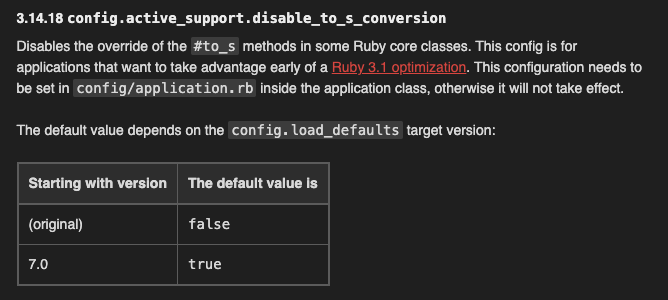 3.14.18 config.active_support.disable_to_s_conversion
Disables the override of the #to_s methods in some Ruby core classes. This config is for
applications that want to take advantage early of a Ruby 3.1 optimization. This configuration needs to
be set in config/application.rb inside the application class, otherwise it will not take effect.
The default value depends on the config.load_defaults target version:
Starting with version The default value is
(original) false
7.0 true